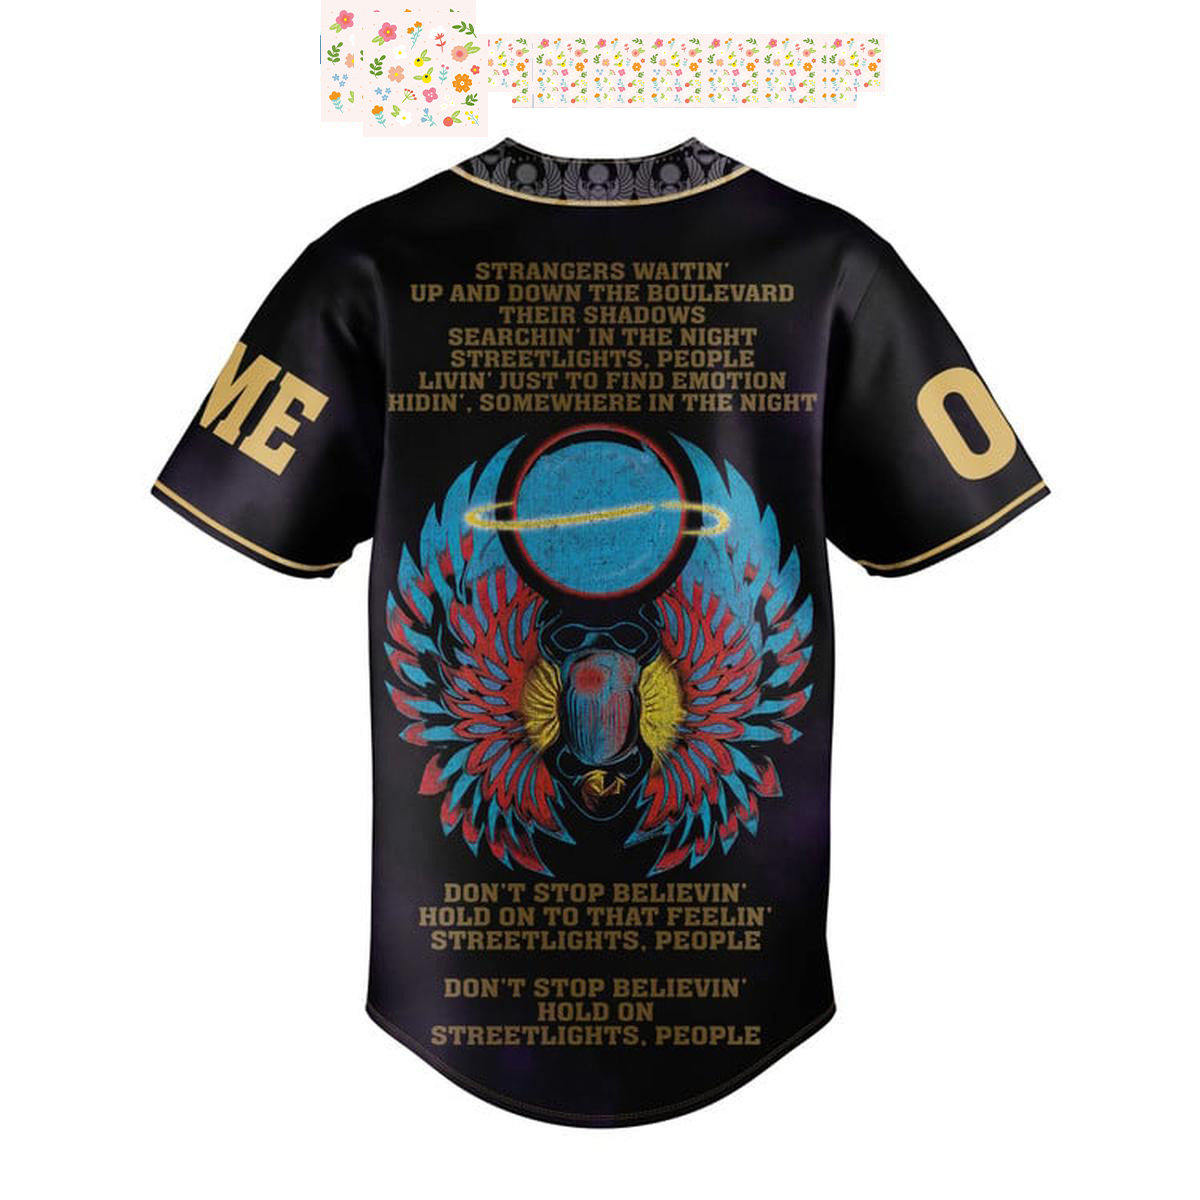 STRANGERS WAITIN'
UP AND DOWN THE BOULEVARD
THEIR SHADOWS
SEARCHIN' IN THE NIGHT
STREETLIGHTS, PEOPLE
LIVIN' JUST TO FIND EMOTION
HIDIN', SOMEWHERE IN THE NIGHT
ME
0
DON'T STOP BELIEVIN'
HOLD ON TO THAT FEELIN'
STREETLIGHTS, PEOPLE
DON'T STOP BELIEVIN'
HOLD ON
STREETLIGHTS, PEOPLE